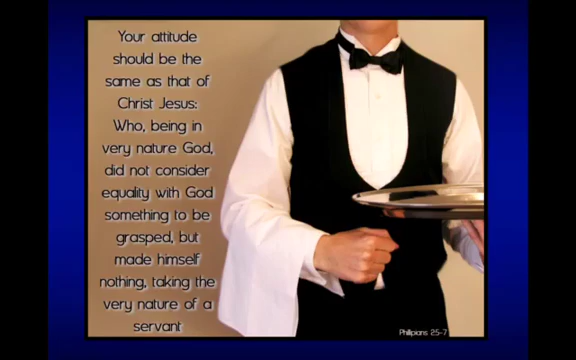 Your attitude
should be the
same as that of
Christ Jesus:
Who, being in
very nature God,
did not consider
equality with God
something to be
grasped, but
made himself
nothing, taking the
very nature of a
servant
Phillipians 2:5-7